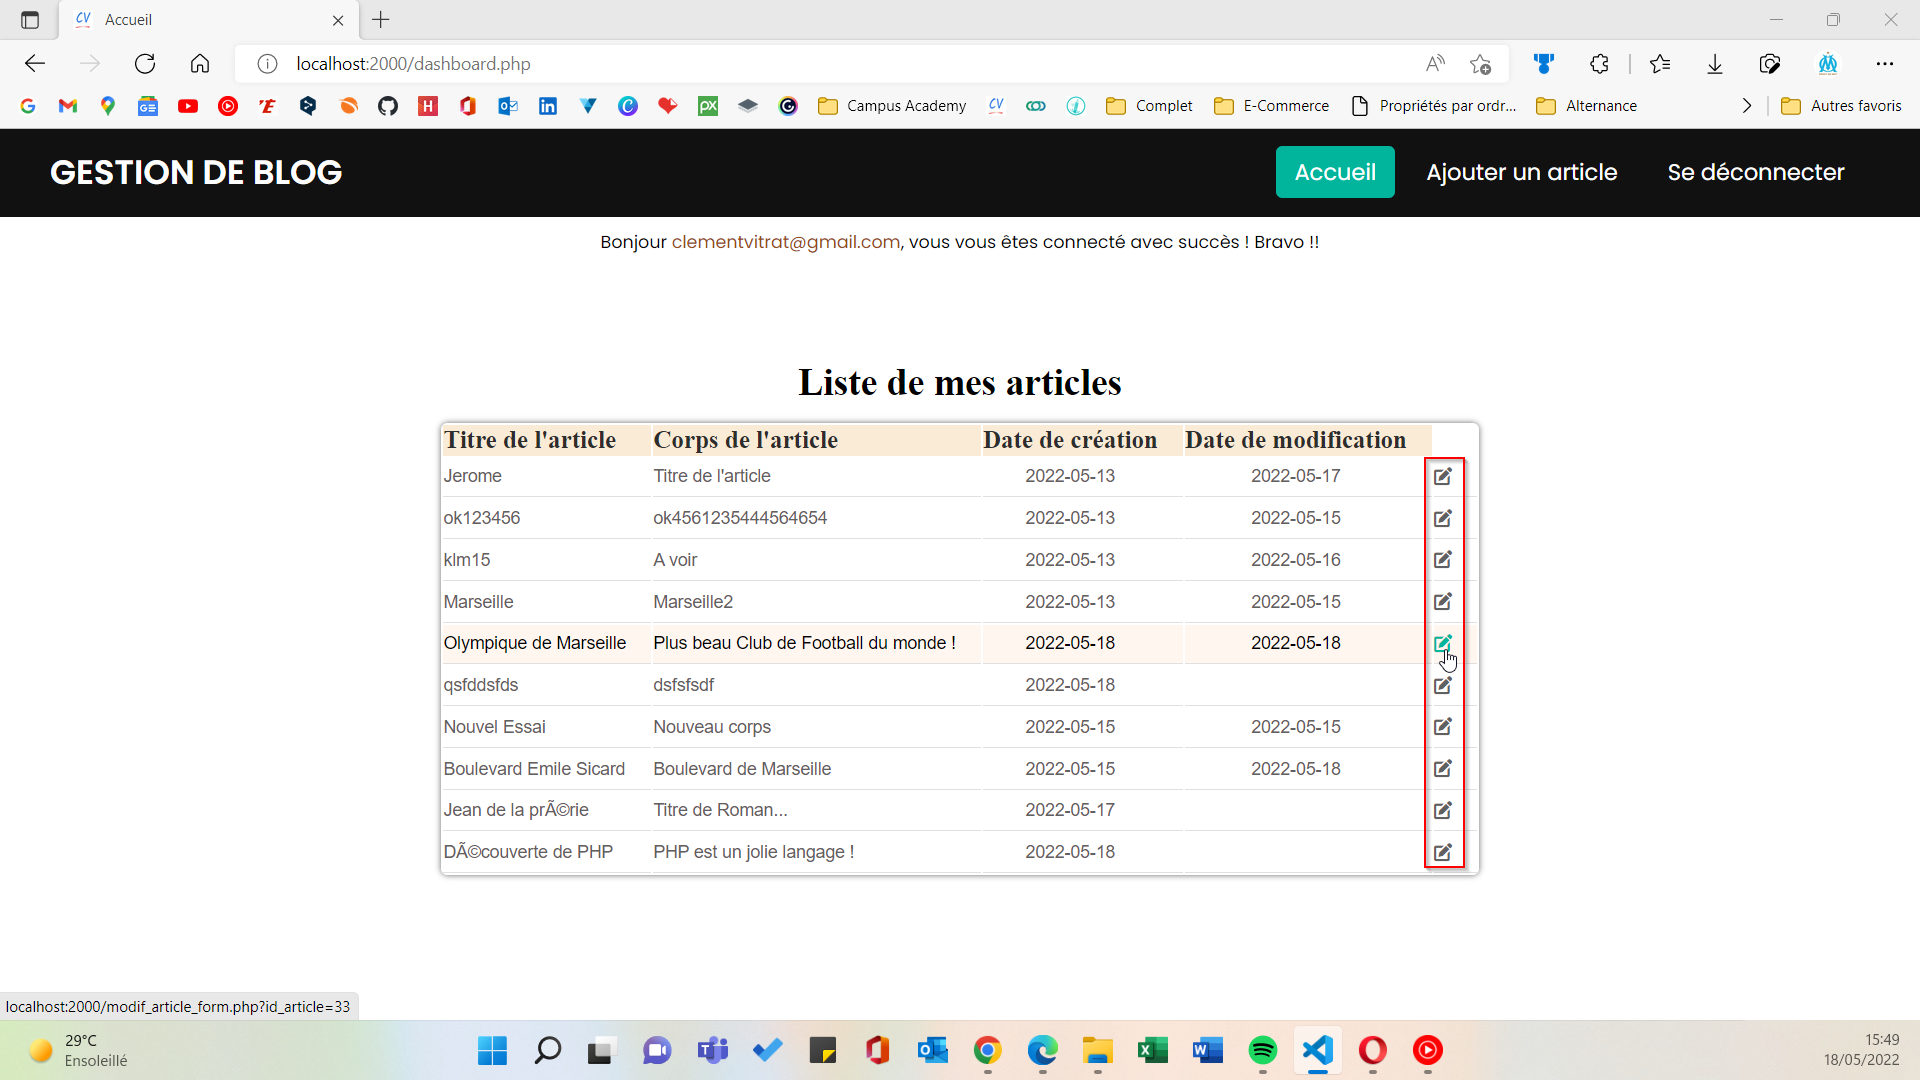 Accueil
localhost:2000/dashboard.php
Campus Academy
Complet
E-Commerce
Propriétés par ordr...
Alternance
Autres favoris
GESTION DE BLOG
Accueil
Ajouter un article
Se déconnecter
Bonjour clementvitrat@gmail.com, vous vous êtes connecté avec succès ! Bravo !!
Liste de mes articles
Titre de l'article Corps de l'article Date de création Date de modification
Jerome Titre de l'article 2022-05-13 2022-05-17
ok123456 ok4561235444564654 2022-05-13 2022-05-15
klm15 A voir 2022-05-13 2022-05-16
Marseille Marseille2 2022-05-13 2022-05-15
Olympique de Marseille Plus beau Club de Football du monde ! 2022-05-18 2022-05-18
qsfddsfds dsfsfsdf 2022-05-18
Nouvel Essai Nouveau corps 2022-05-15 2022-05-15
Boulevard Emile Sicard Boulevard de Marseille 2022-05-15 2022-05-18
Jean de la prÃ©rie Titre de Roman... 2022-05-17
DÃ©couverte de PHP PHP est un jolie langage ! 2022-05-18
localhost:2000/modif_article_form.php?id_article=33
29°C
Ensoleillé
15:49
18/05/2022